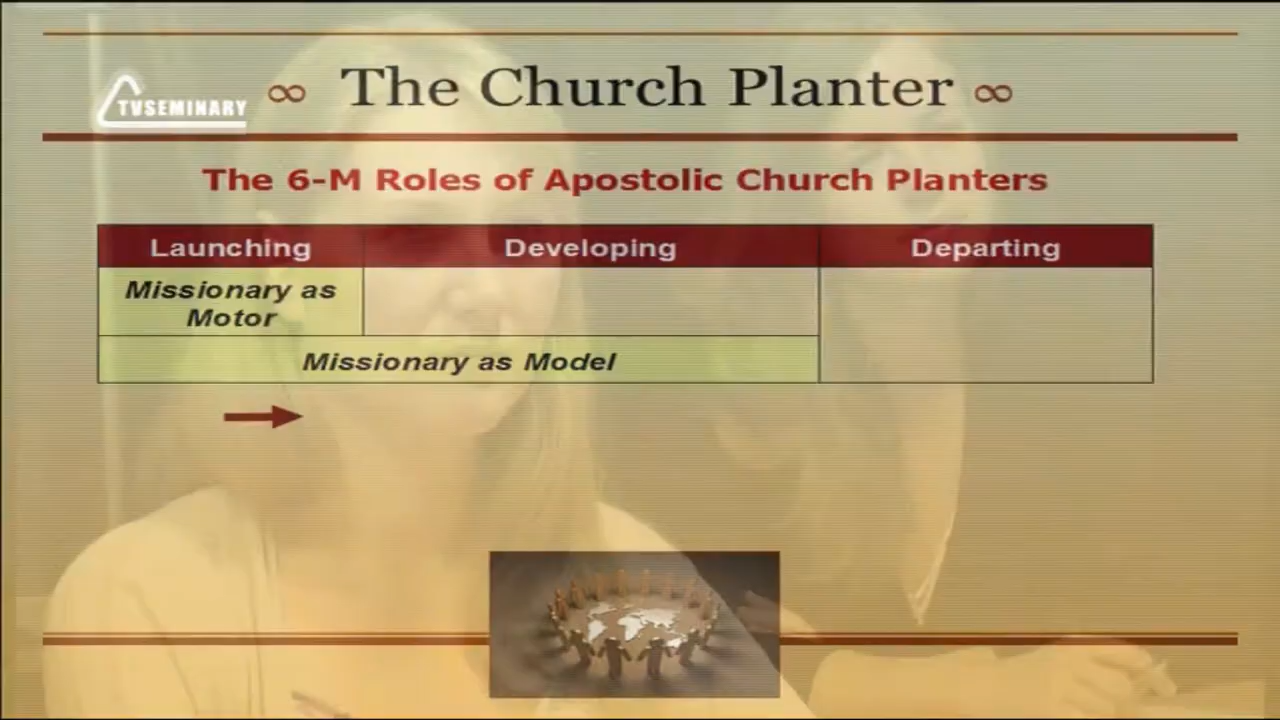 TVSEMINARY
∞ The Church Planter ∞
The 6-M Roles of Apostolic Church Planters
Launching Developing Departing
Missionary as
Motor
Missionary as Model